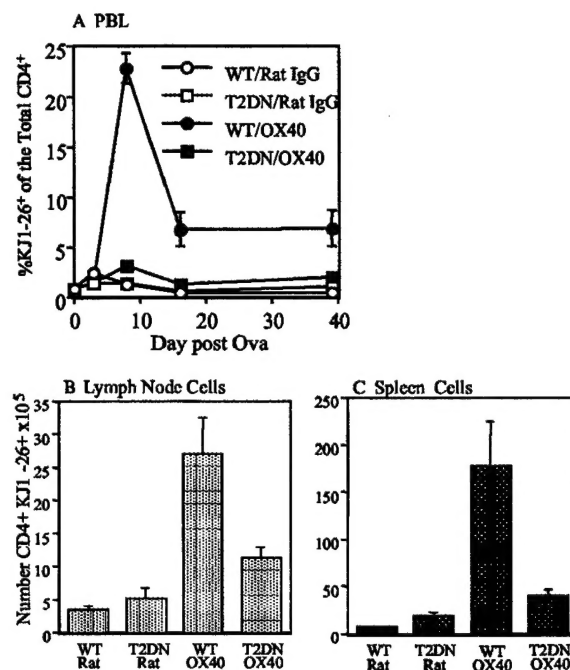 A PBL
%KJ1-26+ of the Total CD4+
25
20
15
10
5
0
WT/Rat IgG
T2DN/Rat IgG
WT/OX40
T2DN/OX40
0 10 20 30 40
Day post Ova
B Lymph Node Cells
Number CD4+ KJ1-26+ x10⁵
35
30
25
20
15
10
5
0
WT Rat
T2DN Rat
WT OX40
T2DN OX40
C Spleen Cells
250
200
150
100
50
0
WT Rat
T2DN Rat
WT OX40
T2DN OX40